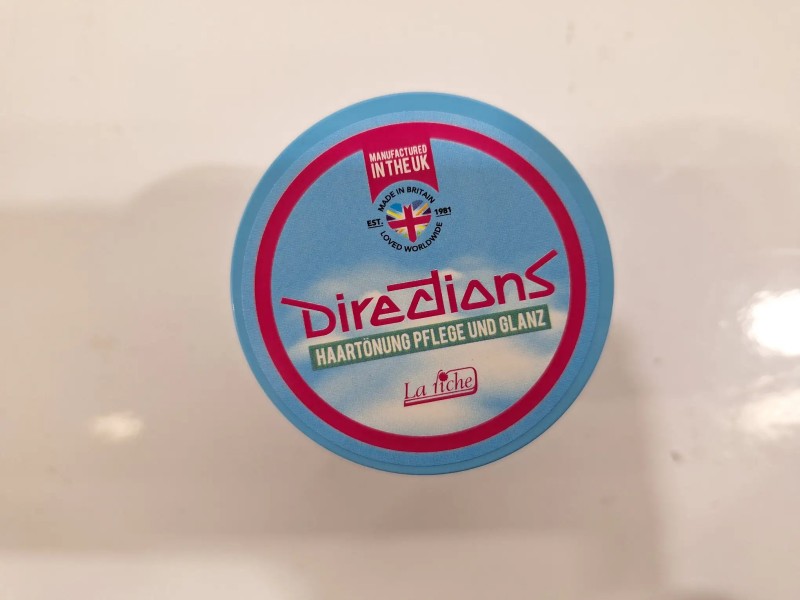 MANUFACTURED
IN THE UK
MADE IN BRITAIN
EST. 1981
LOVED WORLDWIDE
Directions
HAARTÖNUNG PFLEGE UND GLANZ
La riche